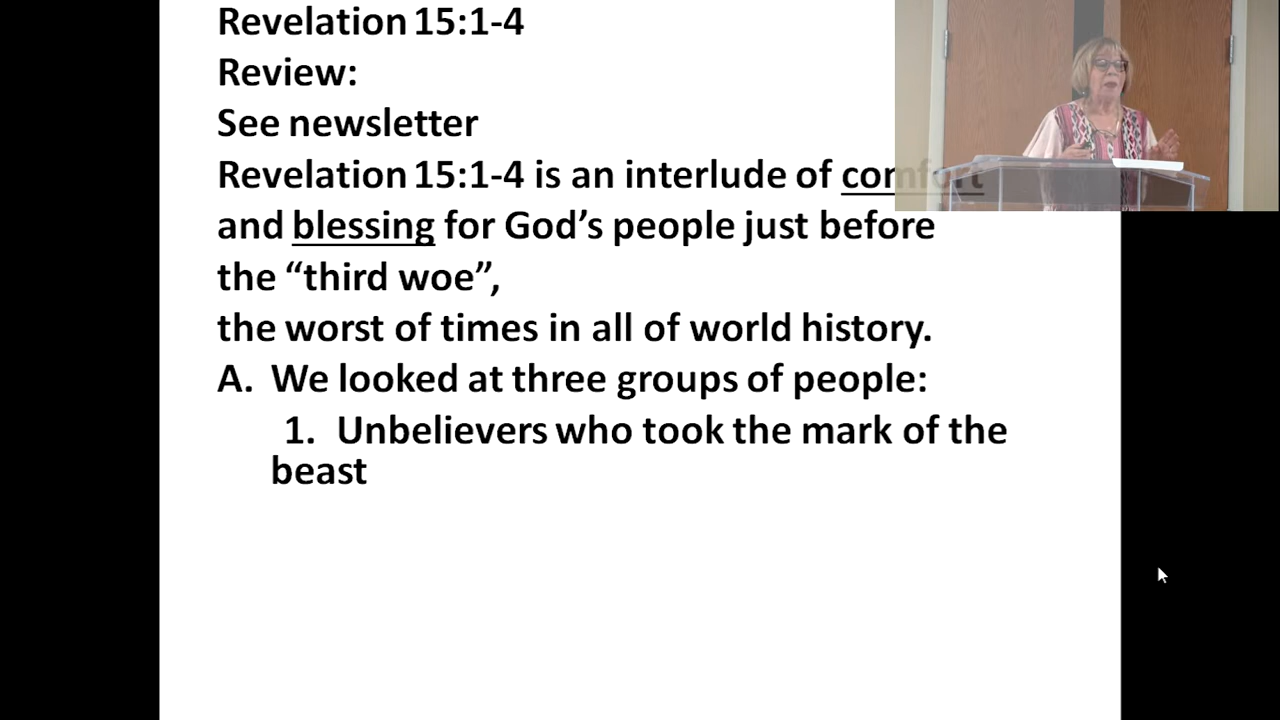 Revelation 15:1-4
Review:
See newsletter
Revelation 15:1-4 is an interlude of comfort
and blessing for God’s people just before
the “third woe”,
the worst of times in all of world history.
A. We looked at three groups of people:
1. Unbelievers who took the mark of the
beast